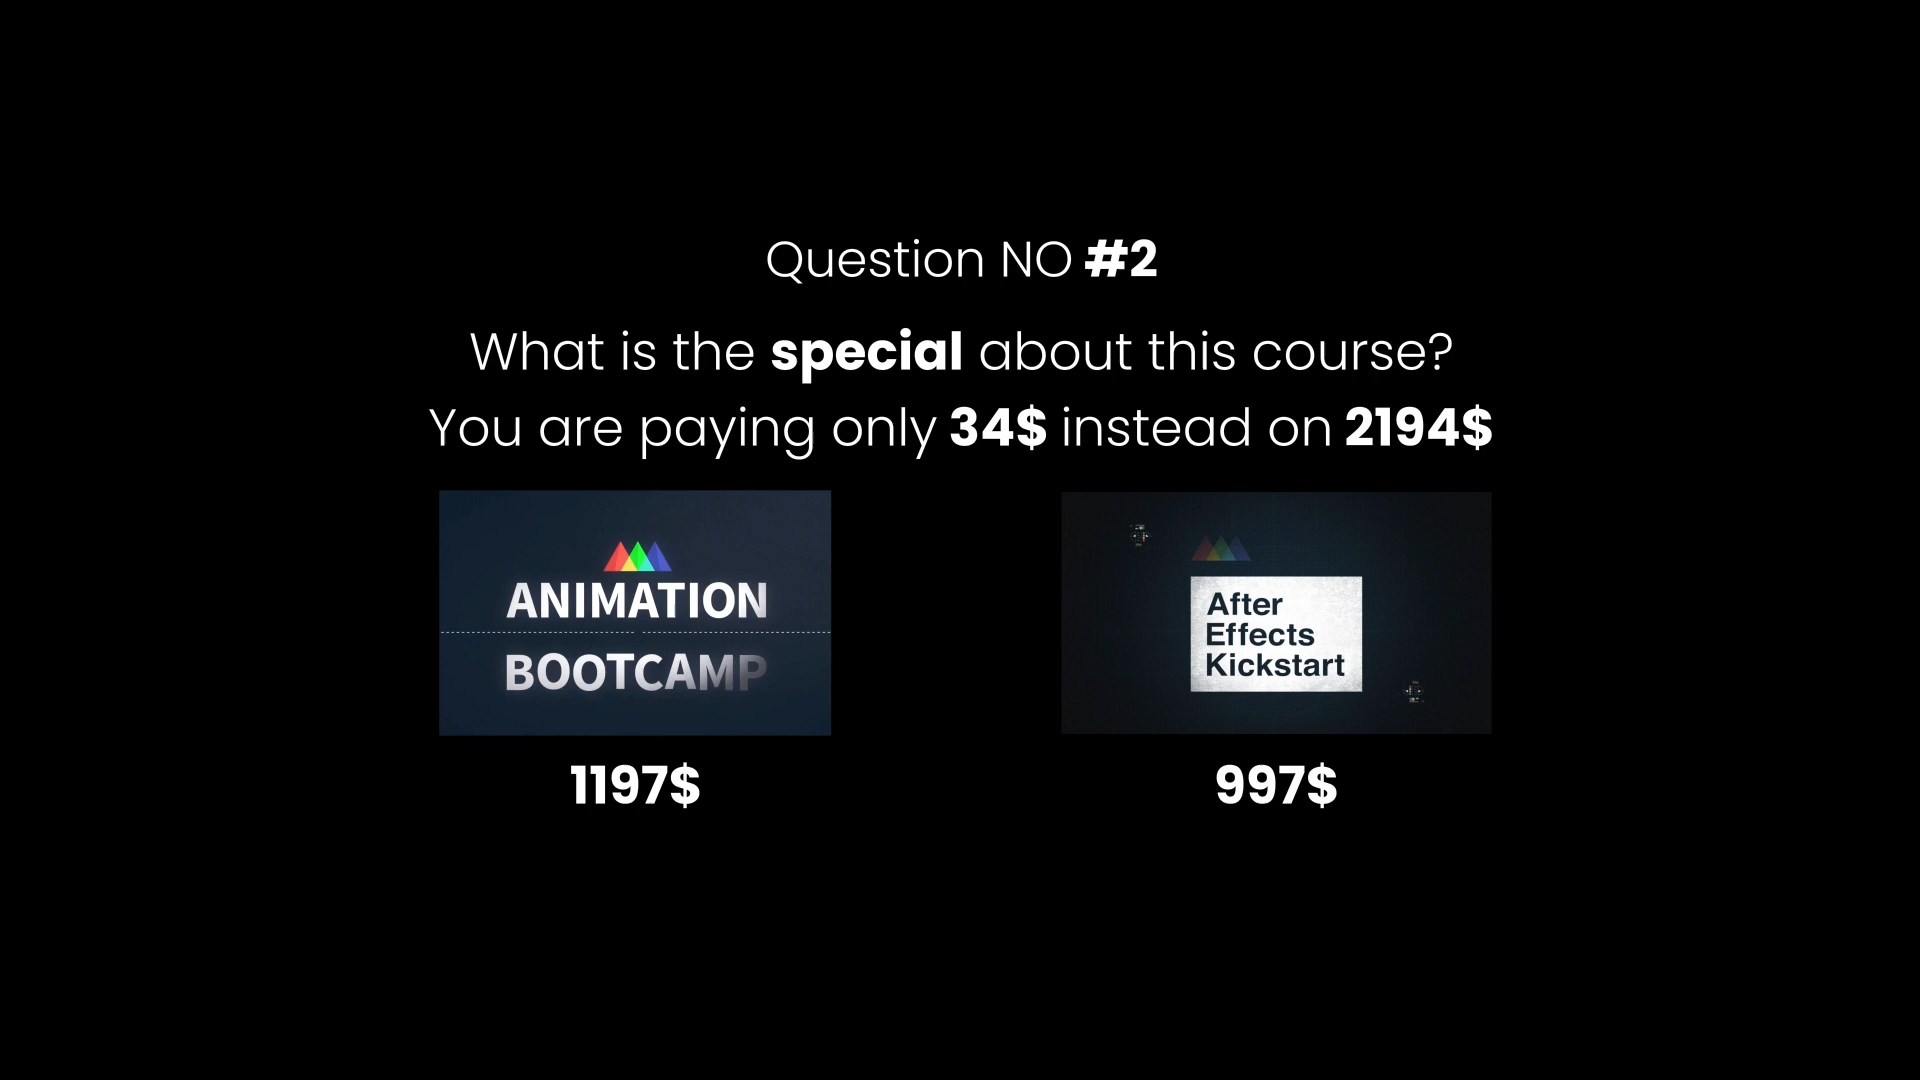 Question NO #2
What is the special about this course?
You are paying only 34$ instead on 2194$
ANIMATION
BOOTCAMP
After
Effects
Kickstart
1197$
997$